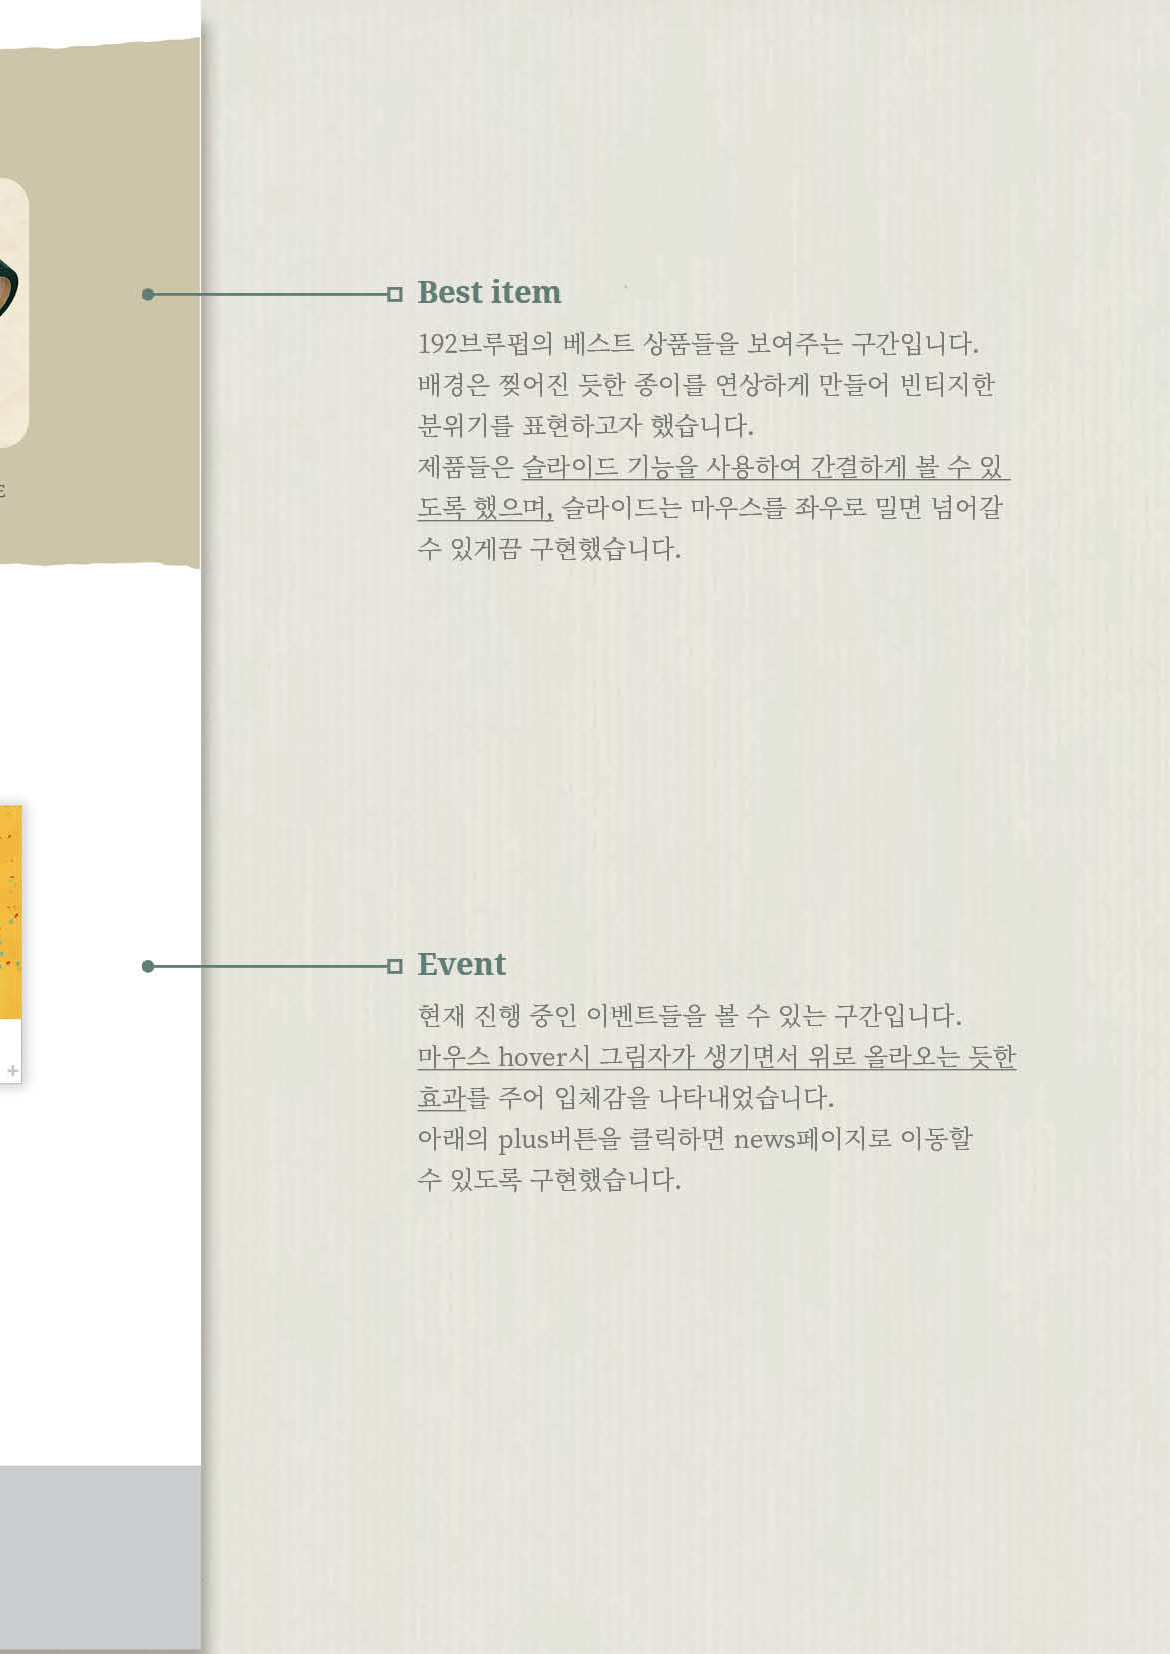 Best item
192브루펍의 베스트 상품들을 보여주는 구간입니다.
배경은 찢어진 듯한 종이를 연상하게 만들어 빈티지한
분위기를 표현하고자 했습니다.
제품들은 슬라이드 기능을 사용하여 간결하게 볼 수 있
도록 했으며, 슬라이드는 마우스를 좌우로 밀면 넘어갈
수 있게끔 구현했습니다.
E
Event
현재 진행 중인 이벤트들을 볼 수 있는 구간입니다.
마우스 hover시 그림자가 생기면서 위로 올라오는 듯한
효과를 주어 입체감을 나타내었습니다.
아래의 plus버튼을 클릭하면 news페이지로 이동할
수 있도록 구현했습니다.